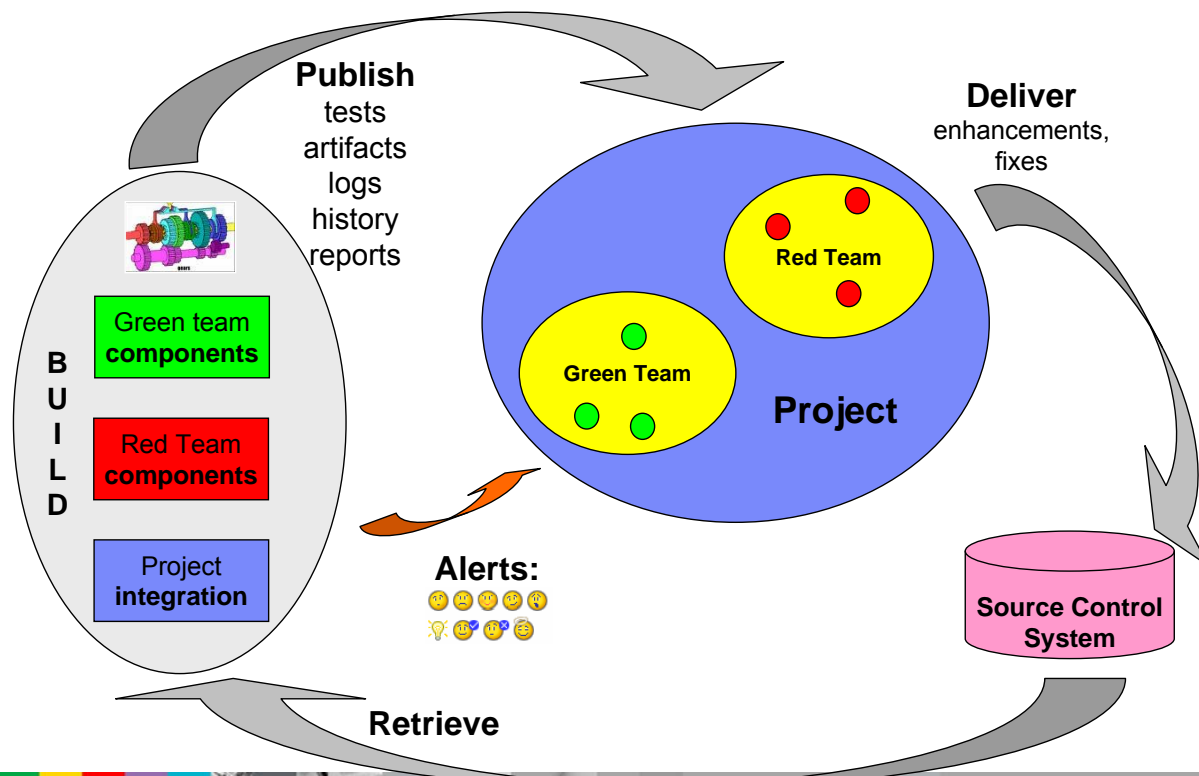 Publish
tests
artifacts
logs
history
reports
Deliver
enhancements,
fixes
gears
B
U
I
L
D
Green team
components
Red Team
components
Project
integration
Red Team
Green Team
Project
Alerts:
Source Control
System
Retrieve